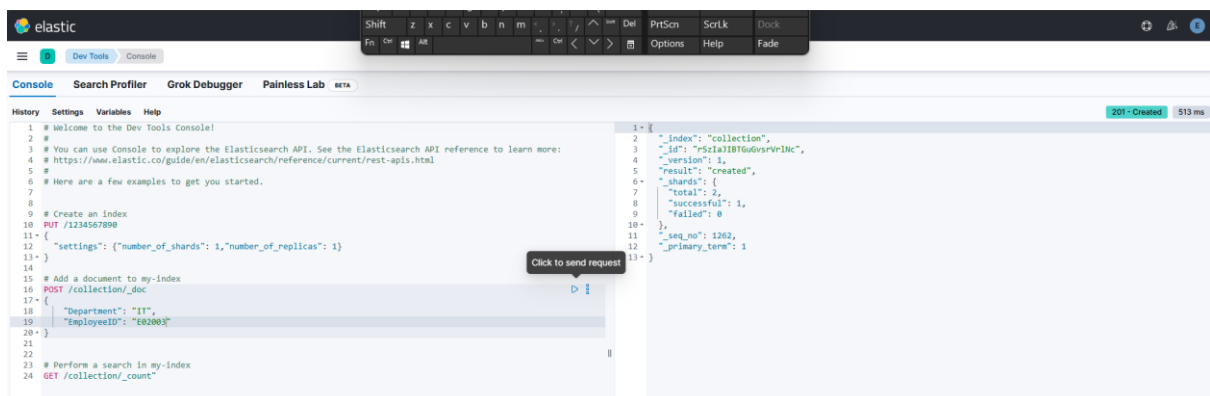 elastic
Shift z x c v b n m , . / Del PrtScn ScrLk Dock
Fn Ctrl Alt Ctrl Options Help Fade
E
D Dev Tools Console
Console Search Profiler Grok Debugger Painless Lab BETA
History Settings Variables Help
201 - Created 513 ms
1 # Welcome to the Dev Tools Console!
2 #
3 # You can use Console to explore the Elasticsearch API. See the Elasticsearch API reference to learn more:
4 # https://www.elastic.co/guide/en/elasticsearch/reference/current/rest-apis.html
5 #
6 # Here are a few examples to get you started.
7
8
9 # Create an index
10 PUT /1234567890
11 {
12 "settings": {"number_of_shards": 1,"number_of_replicas": 1}
13 }
14
15 # Add a document to my-index
16 POST /collection/_doc
17 {
18 "Department": "IT",
19 "EmployeeID": "E02003"
20 }
21
22
23 # Perform a search in my-index
24 GET /collection/_count"
Click to send request
1 {
2 "_index": "collection",
3 "_id": "r5zIaJIBTGuGvsrVrlNc",
4 "_version": 1,
5 "result": "created",
6 "_shards": {
7 "total": 2,
8 "successful": 1,
9 "failed": 0
10 },
11 "_seq_no": 1262,
12 "_primary_term": 1
13 }